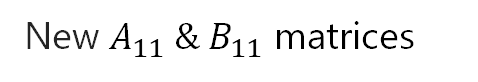 New A₁₁ & B₁₁ matrices